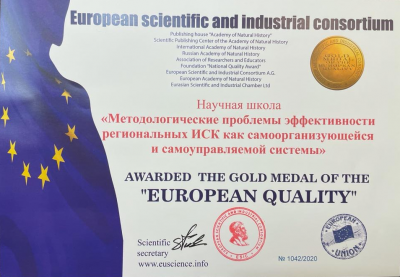 European scientific and industrial consortium
Publishing house "Academy of Natural History"
Scientific Publishing Center of the Academy of Natural History
International Academy of Natural History
Russian Academy of Natural History
Association of Researchers and Educators
Foundation "National Quality Award"
European Scientific and Industrial Consortium A.G.
European Academy of Natural History
Eurasian Scientific and Industrial Chamber Ltd
Научная школа
«Методологические проблемы эффективности
региональных ИСК как самоорганизующейся
и самоуправляемой системы»
AWARDED THE GOLD MEDAL OF THE
"EUROPEAN QUALITY"
Scientific
secretary
www.euscience.info
№ 1042/2020
EUROPEAN
UNION